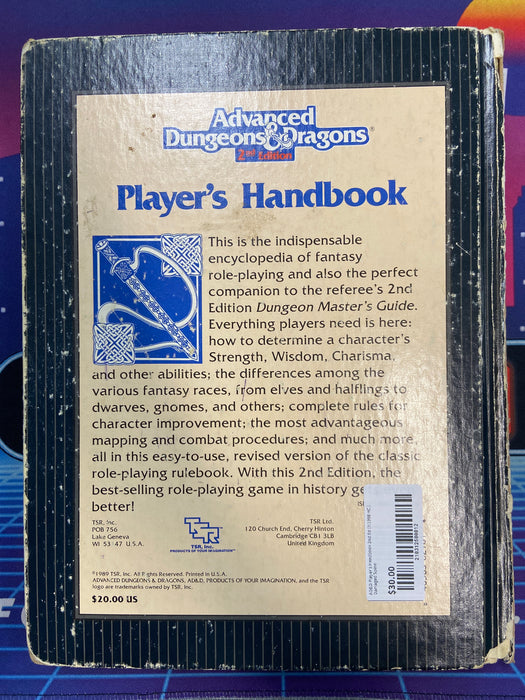 Advanced
Dungeons & Dragons®
2nd Edition
Player's Handbook
This is the indispensable
encyclopedia of fantasy
role-playing and also the perfect
companion to the referee's 2nd
Edition Dungeon Master's Guide.
Everything players need is here:
how to determine a character's
Strength, Wisdom, Charisma,
and other abilities; the differences among the
various fantasy races, from elves and halflings to
dwarves, gnomes, and others; complete rules for
character improvement; the most advantageous
mapping and combat procedures; and much more,
all in this easy-to-use, revised version of the classic
role-playing rulebook. With this 2nd Edition, the
best-selling role-playing game in history ge
better!
TSR, Inc.
POB 756
Lake Geneva
WI 53147 U.S.A.
TSR
TSR, Inc.
PRODUCTS OF YOUR IMAGINATION™
TSR Ltd.
120 Church End, Cherry Hinton
Cambridge CB1 3LB
United Kingdom
©1989 TSR, Inc. All Rights Reserved. Printed in U.S.A.
ADVANCED DUNGEONS & DRAGONS, AD&D, PRODUCTS OF YOUR IMAGINATION, and the TSR
logo are trademarks owned by TSR, Inc.
$20.00 US
$30.00